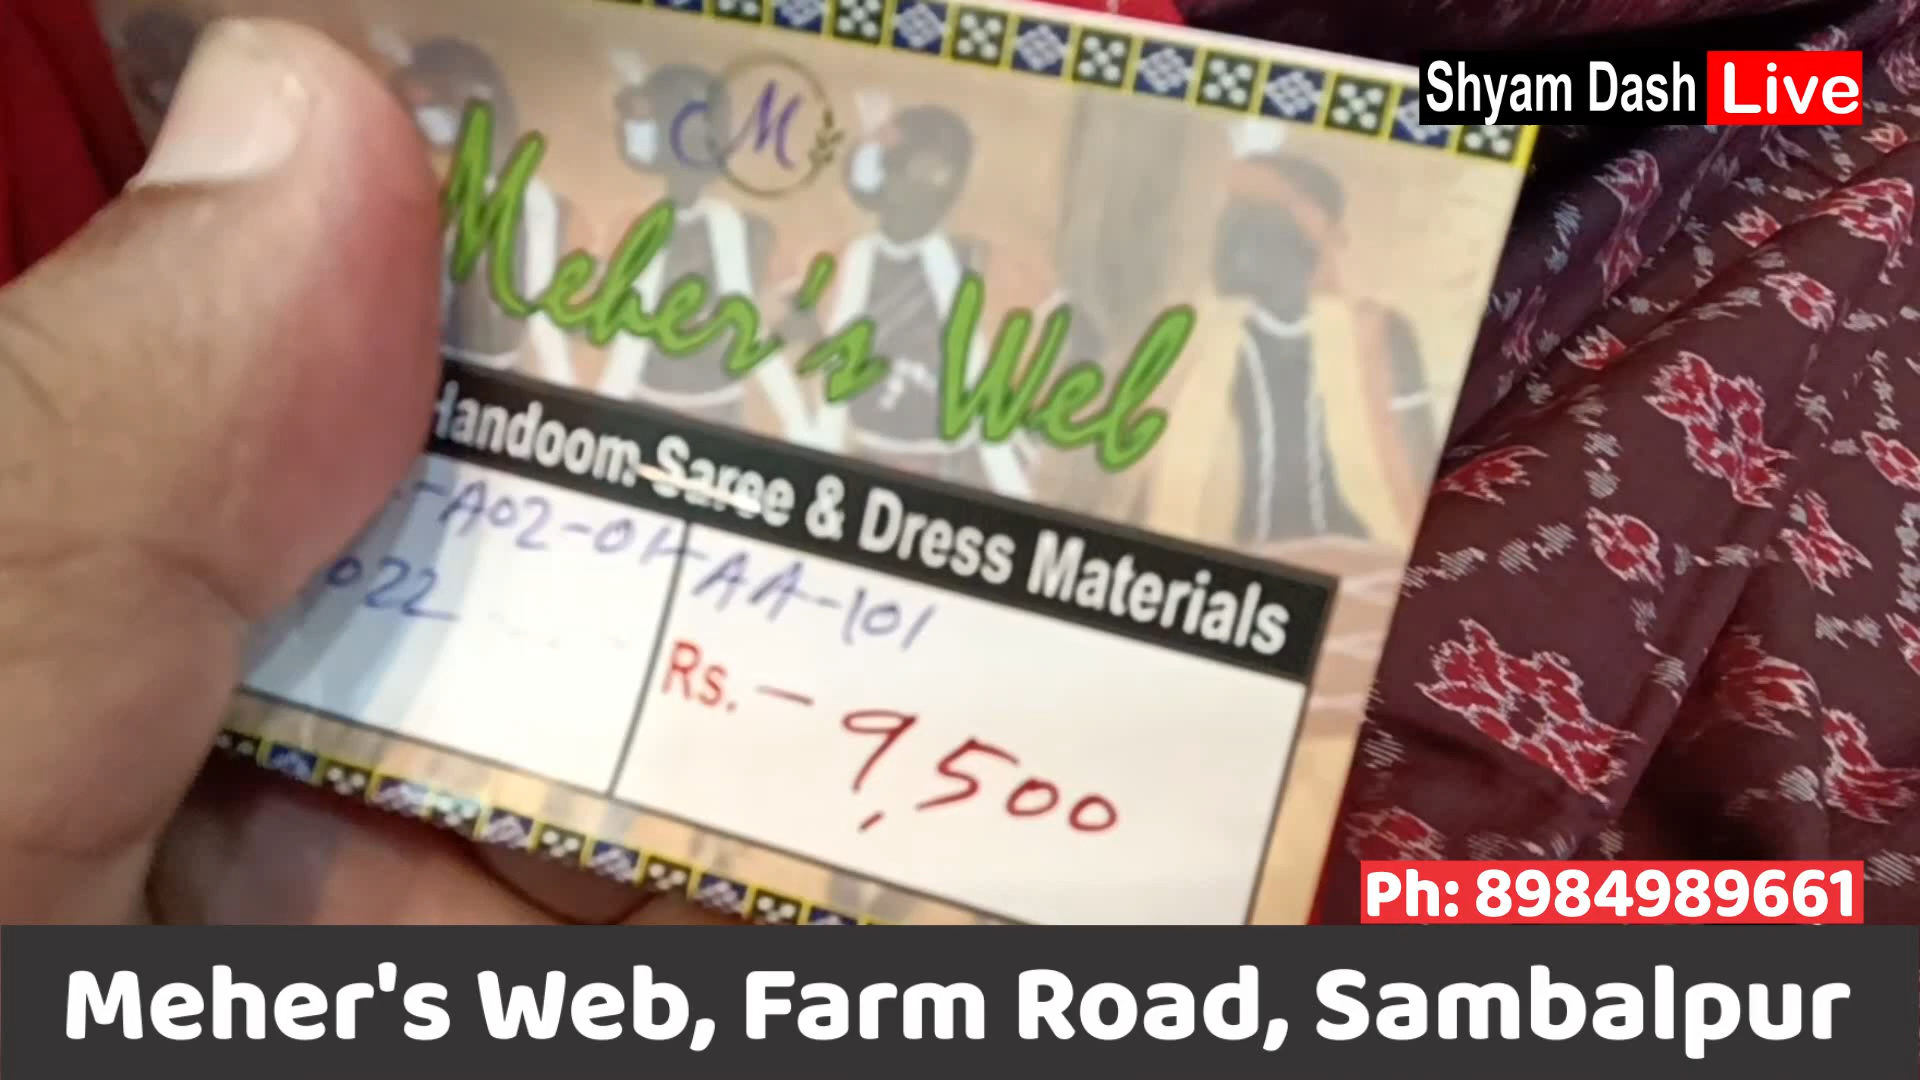 Shyam Dash Live
M
Meher's Web
Handoom Saree & Dress Materials
A02-01-AA-101
022
Rs. - 9,500
Ph: 8984989661
Meher's Web, Farm Road, Sambalpur